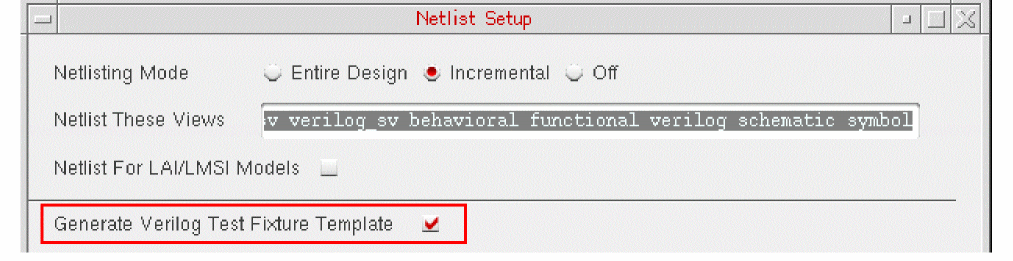 Netlist Setup
Netlisting Mode Entire Design Incremental Off
Netlist These Views verilog_sv behavioral functional verilog schematic symbol
Netlist For LAI/LMSI Models
Generate Verilog Test Fixture Template